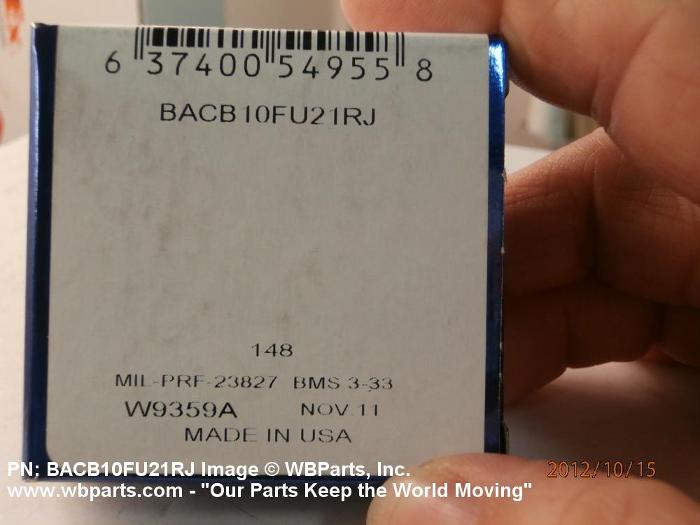 6 37400 54955 8
BACB10FU21RJ
148
MIL-PRF-23827 BMS 3-33
W9359A NOV.11
MADE IN USA
PN: BACB10FU21RJ Image © WBParts, Inc. 2012/10/15
www.wbparts.com - "Our Parts Keep the World Moving"